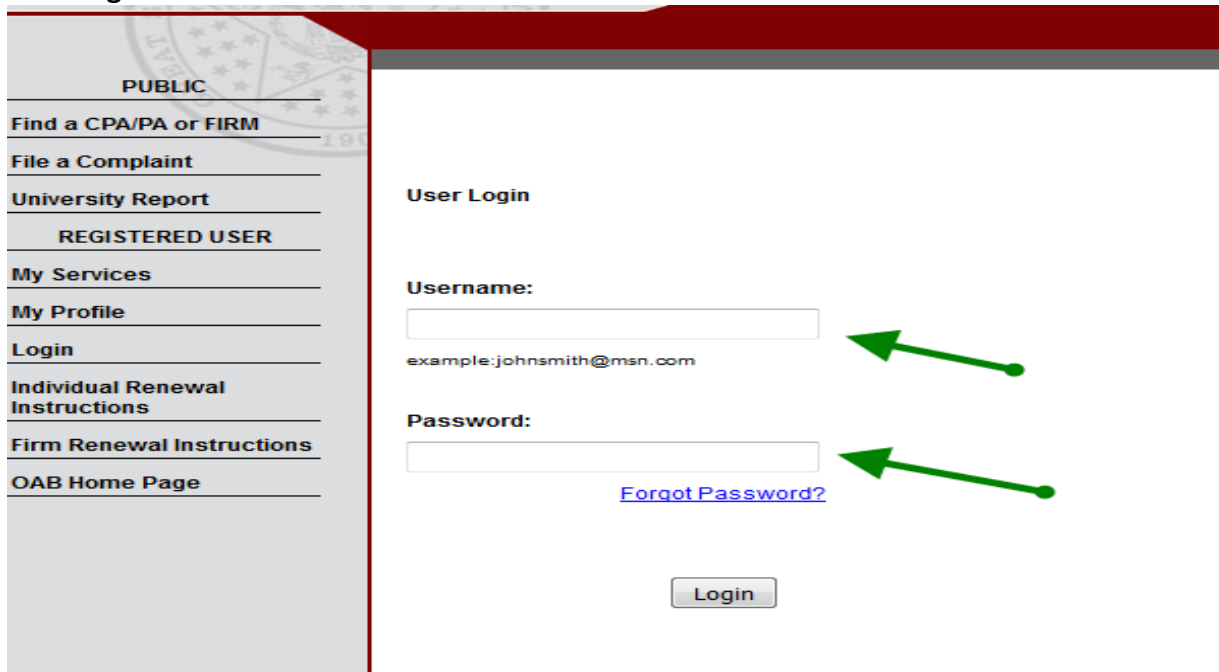 PUBLIC
Find a CPA/PA or FIRM
File a Complaint
University Report
REGISTERED USER
My Services
My Profile
Login
Individual Renewal
Instructions
Firm Renewal Instructions
OAB Home Page
User Login
Username:
example:johnsmith@msn.com
Password:
Forgot Password?
Login